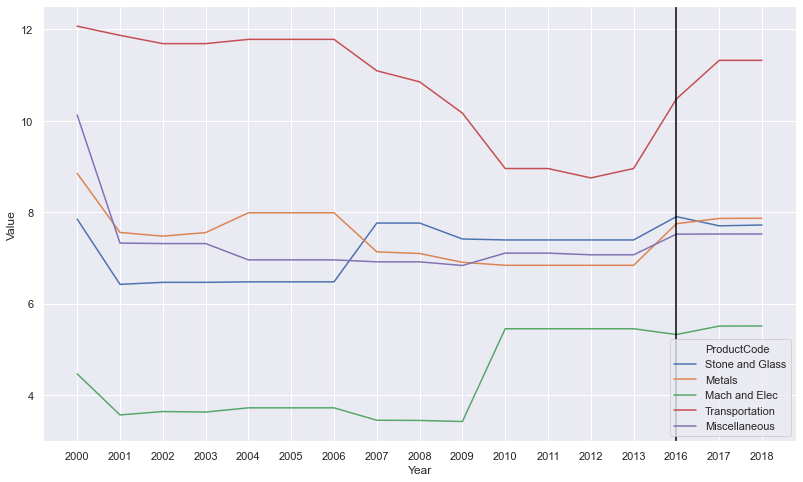 12
10
8
6
4
Value
2000 2001 2002 2003 2004 2005 2006 2007 2008 2009 2010 2011 2012 2013 2016 2017 2018
Year
ProductCode
Stone and Glass
Metals
Mach and Elec
Transportation
Miscellaneous